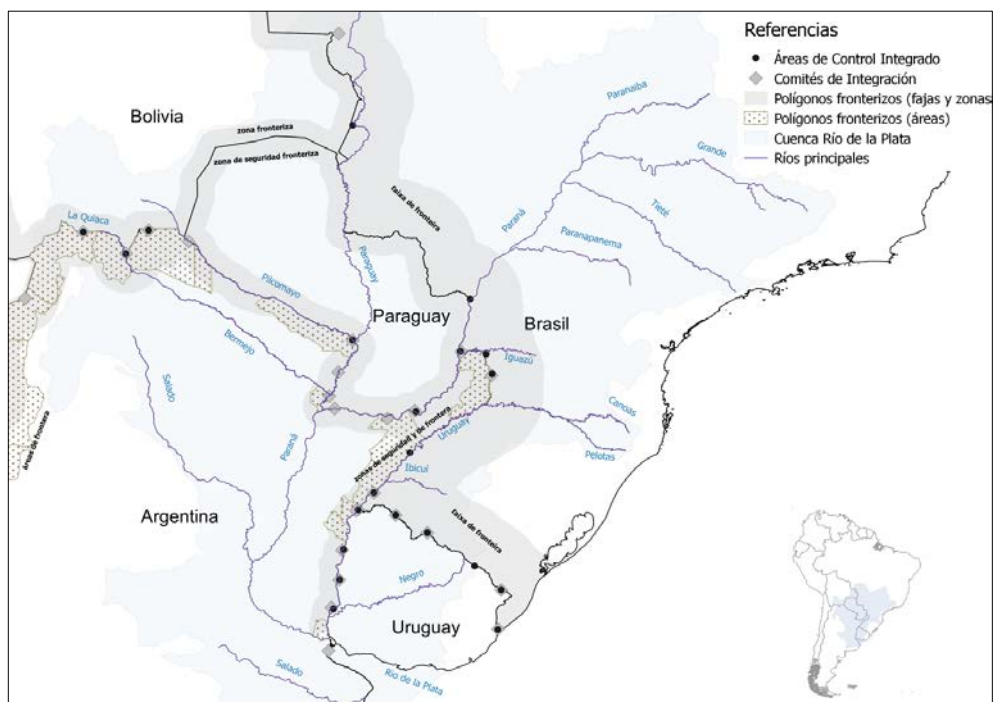 Referencias
Áreas de Control Integrado
Comités de Integración
Polígonos fronterizos (fajas y zonas
Polígonos fronterizos (áreas)
Cuenca Río de la Plata
Ríos principales
Bolivia
zona fronteriza
zona de seguridad fronteriza
faixa de fronteira
Paranaiba
Grande
Tieté
Paraná
Paranapanema
La Quiaca
Pilcomayo
Paraguay
Bermejo
Paraguay
Brasil
Iguazú
Salado
Canoas
Pelotas
Uruguay
zonas de seguridad y de frontera
Ibicuí
áreas de frontera
Paraná
Argentina
faixa de fronteira
Negro
Uruguay
Salado
Río de la Plata